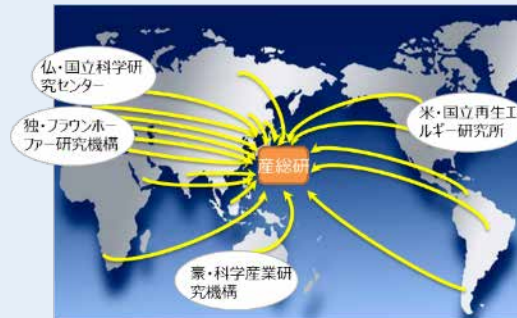 仏・国立科学研
究センター
独・フラウンホー
ファー研究機構
産総研
米・国立再生エ
ルギー研究所
豪・科学産業研
究機構